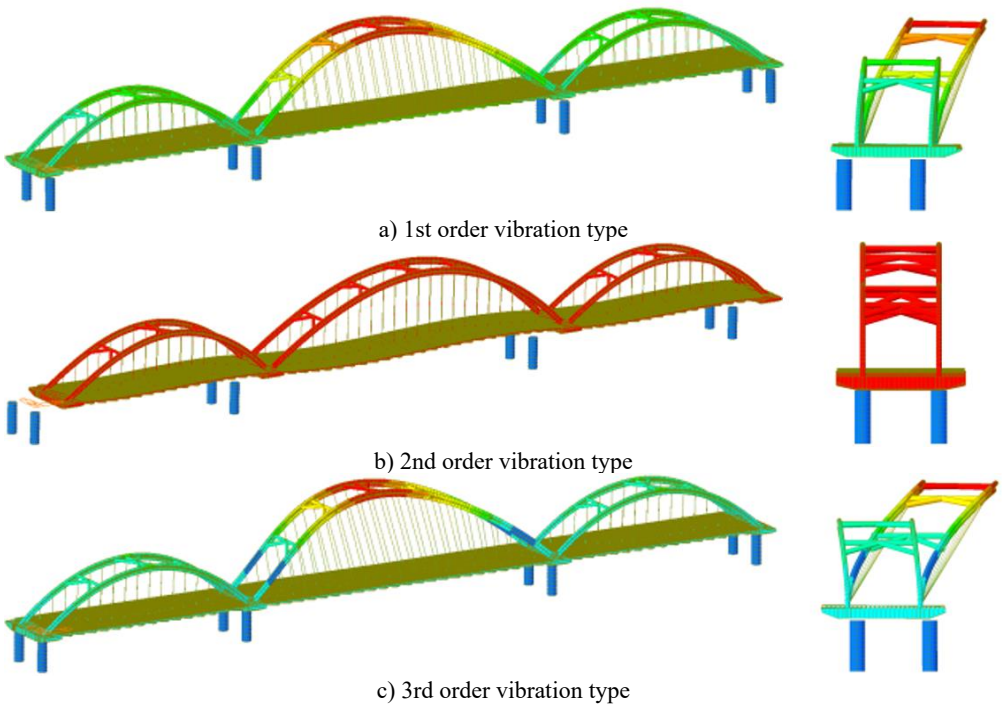 a) 1st order vibration type
b) 2nd order vibration type
c) 3rd order vibration type